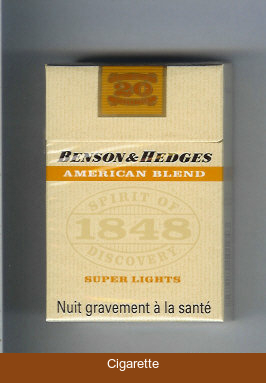 20
BENSON & HEDGES
AMERICAN BLEND
SPIRIT OF
1848
DISCOVERY
SUPER LIGHTS
Nuit gravement à la santé
Cigarette